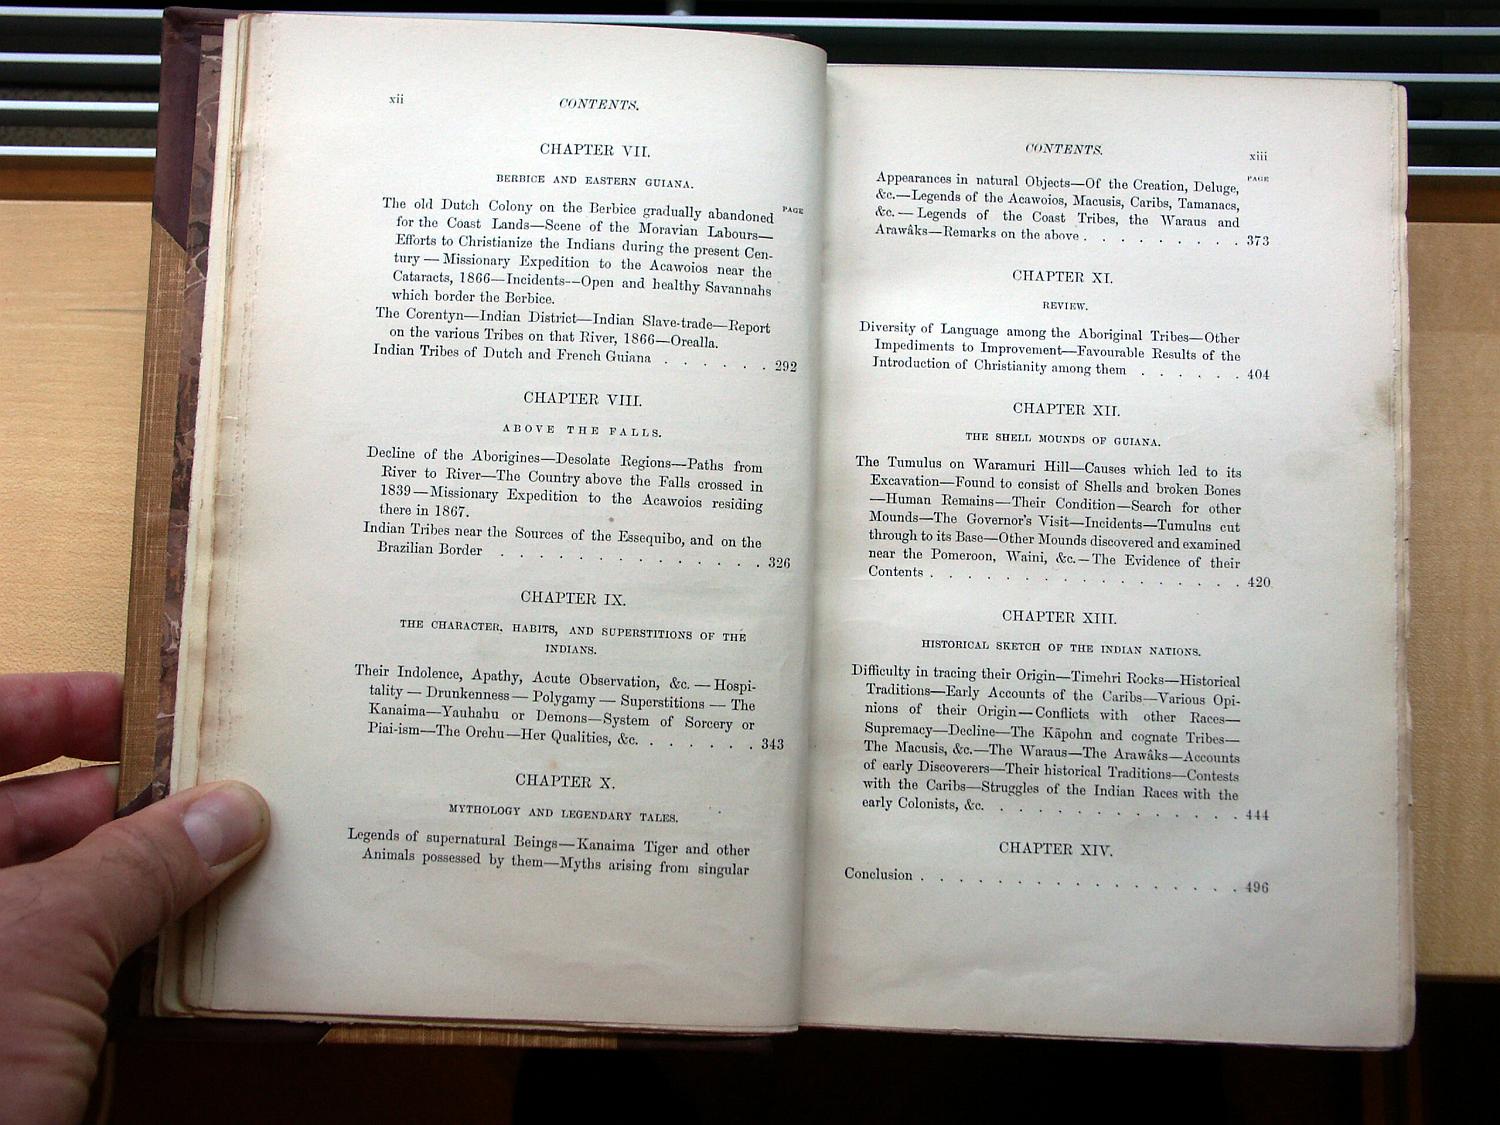 xii
CONTENTS.
CHAPTER VII.
BERBICE AND EASTERN GUIANA.
PAGE
The old Dutch Colony on the Berbice gradually abandoned
for the Coast Lands—Scene of the Moravian Labours—
Efforts to Christianize the Indians during the present Cen-
tury — Missionary Expedition to the Acawoios near the
Cataracts, 1866—Incidents—Open and healthy Savannahs
which border the Berbice.
The Corentyn—Indian District—Indian Slave-trade—Report
on the various Tribes on that River, 1866—Orealla.
Indian Tribes of Dutch and French Guiana . . . . . . 292
CHAPTER VIII.
ABOVE THE FALLS.
Decline of the Aborigines—Desolate Regions—Paths from
River to River—The Country above the Falls crossed in
1839—Missionary Expedition to the Acawoios residing
there in 1867.
Indian Tribes near the Sources of the Essequibo, and on the
Brazilian Border . . . . . . . . . . . . . 326
CHAPTER IX.
THE CHARACTER, HABITS, AND SUPERSTITIONS OF THE
INDIANS.
Their Indolence, Apathy, Acute Observation, &c. — Hospi-
tality — Drunkenness — Polygamy — Superstitions — The
Kanaima—Yauhahu or Demons—System of Sorcery or
Piai-ism—The Orehu—Her Qualities, &c. . . . . . . 343
CHAPTER X.
MYTHOLOGY AND LEGENDARY TALES.
Legends of supernatural Beings—Kanaima Tiger and other
Animals possessed by them—Myths arising from singular
CONTENTS.
xiii
PAGE
Appearances in natural Objects—Of the Creation, Deluge,
&c.—Legends of the Acawoios, Macusis, Caribs, Tamanacs,
&c. — Legends of the Coast Tribes, the Waraus and
Arawâks—Remarks on the above . . . . . . . . . 373
CHAPTER XI.
REVIEW.
Diversity of Language among the Aboriginal Tribes—Other
Impediments to Improvement—Favourable Results of the
Introduction of Christianity among them . . . . . . 404
CHAPTER XII.
THE SHELL MOUNDS OF GUIANA.
The Tumulus on Waramuri Hill—Causes which led to its
Excavation—Found to consist of Shells and broken Bones
—Human Remains—Their Condition—Search for other
Mounds—The Governor's Visit—Incidents—Tumulus cut
through to its Base—Other Mounds discovered and examined
near the Pomeroon, Waini, &c.—The Evidence of their
Contents . . . . . . . . . . . . . . . . 420
CHAPTER XIII.
HISTORICAL SKETCH OF THE INDIAN NATIONS.
Difficulty in tracing their Origin—Timehri Rocks—Historical
Traditions—Early Accounts of the Caribs—Various Opi-
nions of their Origin—Conflicts with other Races—
Supremacy—Decline—The Kāpohn and cognate Tribes—
The Macusis, &c.—The Waraus—The Arawâks—Accounts
of early Discoverers—Their historical Traditions—Contests
with the Caribs—Struggles of the Indian Races with the
early Colonists, &c. . . . . . . . . . . . . . 444
CHAPTER XIV.
Conclusion . . . . . . . . . . . . . . . . . 496